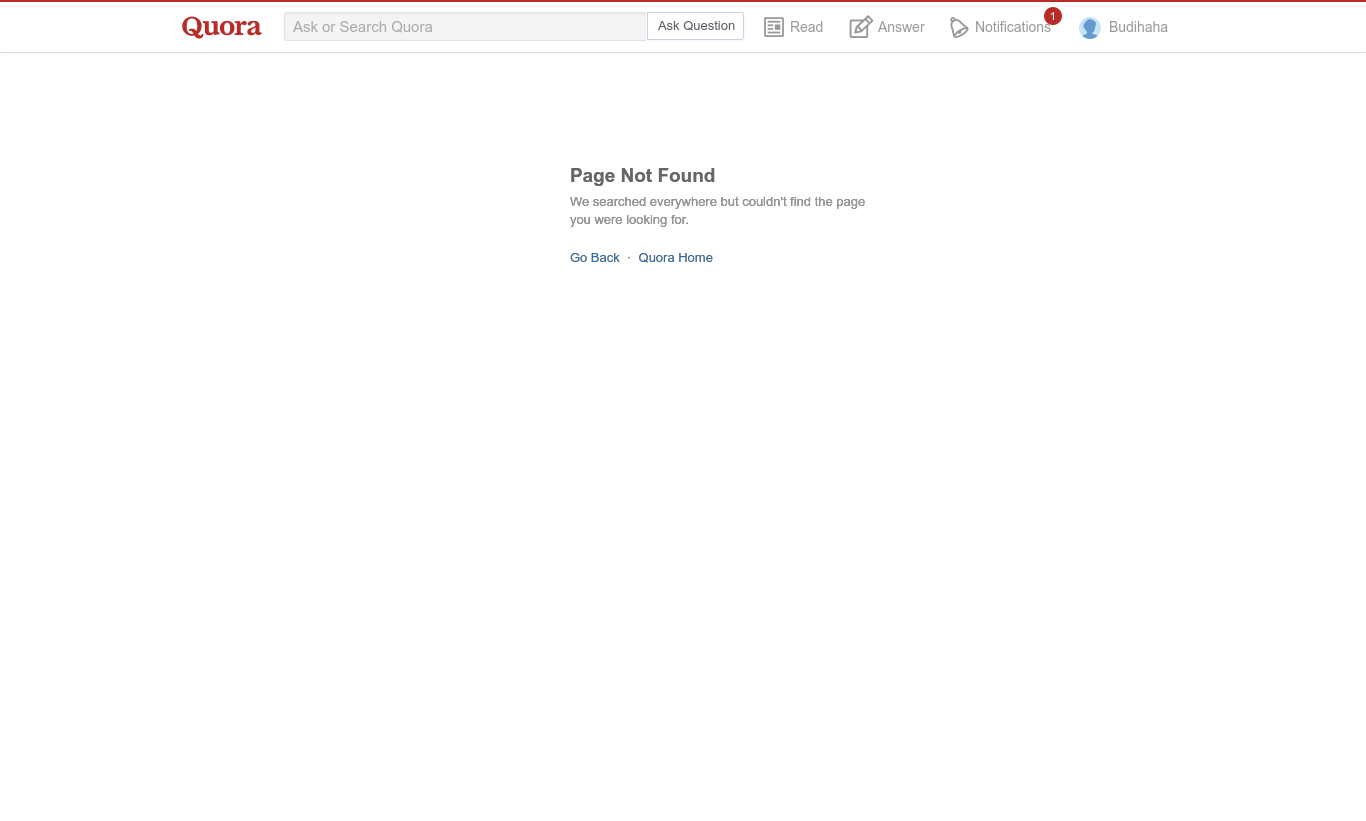 Quora
Ask or Search Quora
Ask Question
Read
Answer
Notifications
1
Budihaha
Page Not Found
We searched everywhere but couldn't find the page
you were looking for.
Go Back · Quora Home